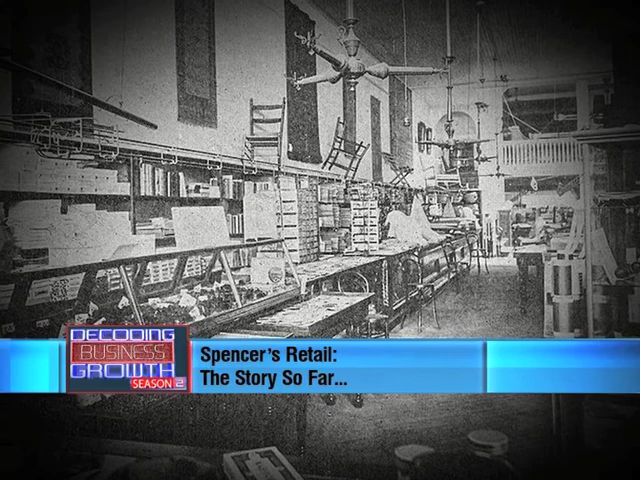 DECODING
BUSINESS
GROWTH
SEASON 2
Spencer's Retail:
The Story So Far...